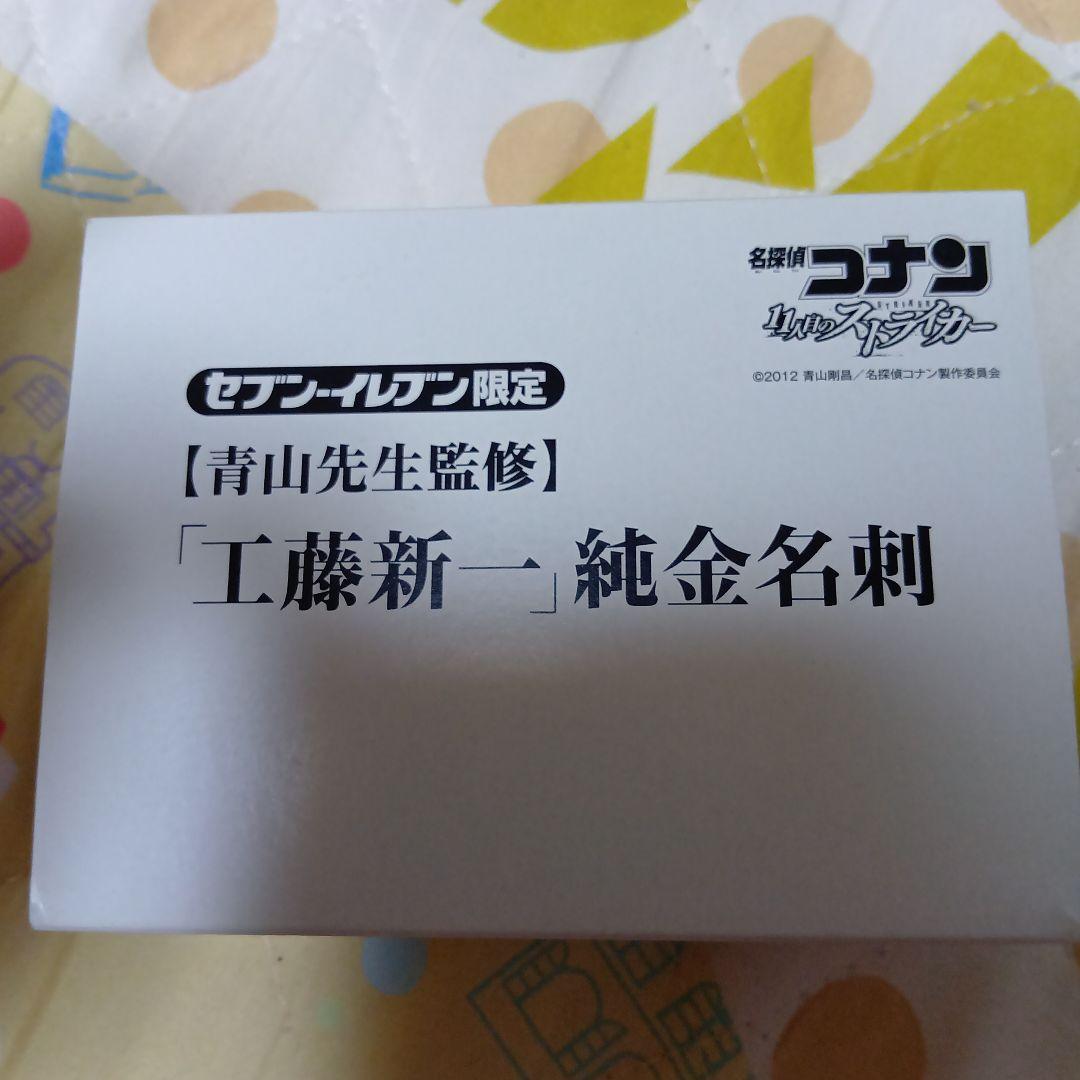 名探偵コナン
11人目のストライカー
©2012 青山剛昌／名探偵コナン製作委員会
セブン-イレブン限定
【青山先生監修】
「工藤新一」純金名刺